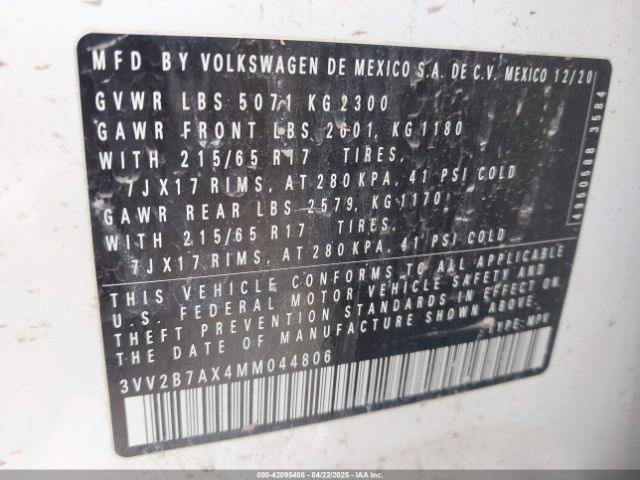 MFD BY VOLKSWAGEN DE MEXICO S.A. DE C.V. MEXICO 12/20
GVWR LBS 5071 KG 2300
GAWR FRONT LBS 2601, KG 1180
WITH 215/65 R17 TIRES,
7JX17 RIMS, AT 280 KPA, 41 PSI COLD
GAWR REAR LBS 2579, KG 1170,
WITH 215/65 R17 TIRES,
7JX17 RIMS, AT 280 KPA, 41 PSI COLD
THIS VEHICLE CONFORMS TO ALL APPLICABLE
U.S. FEDERAL MOTOR VEHICLE SAFETY AND
THEFT PREVENTION STANDARDS IN EFFECT ON
THE DATE OF MANUFACTURE SHOWN ABOVE.
TYPE: MPV
3VV2B7AX4MM044806
4950588 3584
000-42095408 04/22/2025 IAAI.com